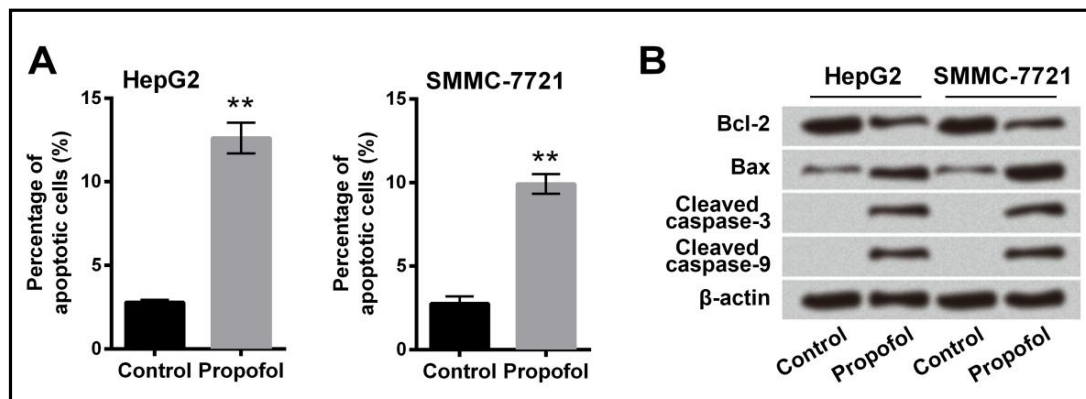 A
HepG2
Percentage of
apoptotic cells (%)
15
10
5
0
**
Control Propofol
SMMC-7721
Percentage of
apoptotic cells (%)
15
10
5
0
**
Control Propofol
B
HepG2 SMMC-7721
Bcl-2
Bax
Cleaved
caspase-3
Cleaved
caspase-9
β-actin
Control Propofol Control Propofol